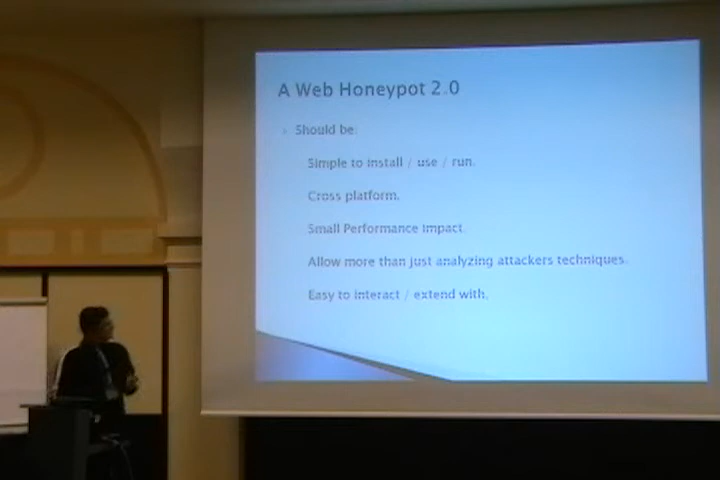 A Web Honeypot 2.0
Should be:
Simple to install / use / run.
Cross platform.
Small Performance Impact.
Allow more than just analyzing attackers techniques.
Easy to interact / extend with.